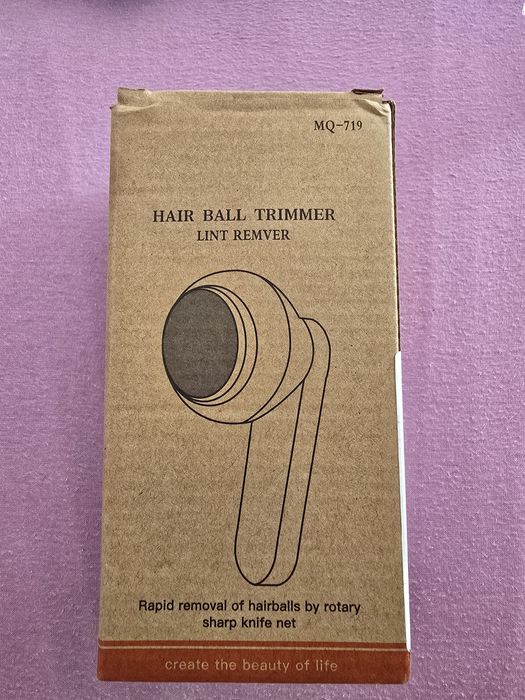 MQ-719
HAIR BALL TRIMMER
LINT REMVER
Rapid removal of hairballs by rotary
sharp knife net
create the beauty of life